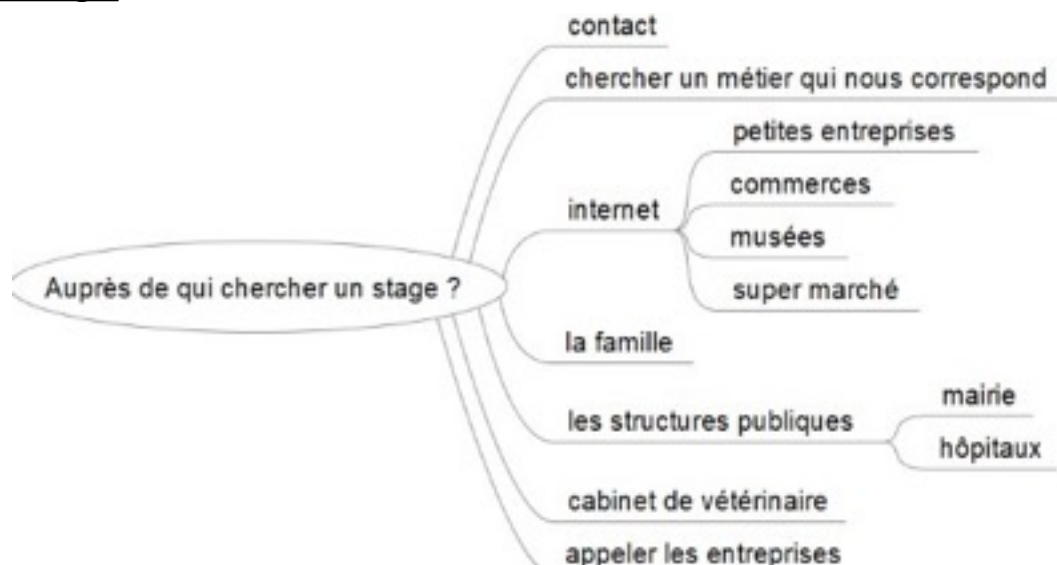 contact
chercher un métier qui nous correspond
petites entreprises
commerces
internet
musées
super marché
Auprès de qui chercher un stage ?
la famille
mairie
les structures publiques
hôpitaux
cabinet de vétérinaire
appeler les entreprises